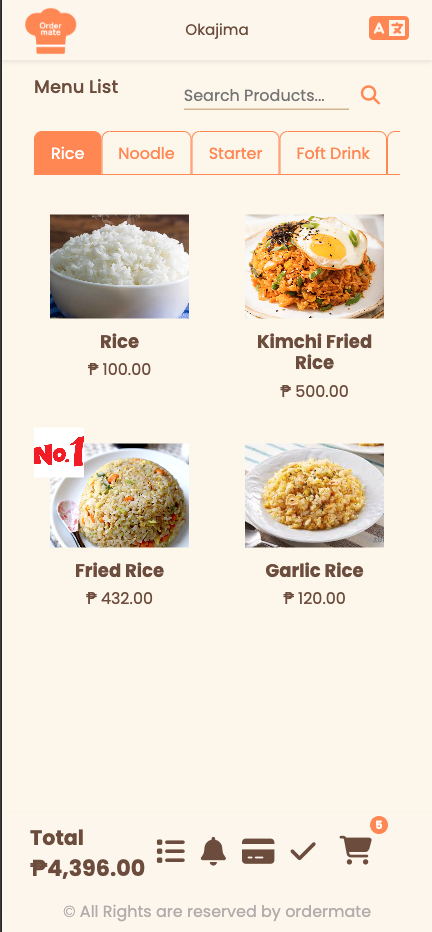 Order
mate
Okajima
A 文
Menu List
Search Products...
Rice
Noodle
Starter
Foft Drink
Rice
₱ 100.00
Kimchi Fried
Rice
₱ 500.00
No.1
Fried Rice
₱ 432.00
Garlic Rice
₱ 120.00
Total
₱4,396.00
5
© All Rights are reserved by ordermate